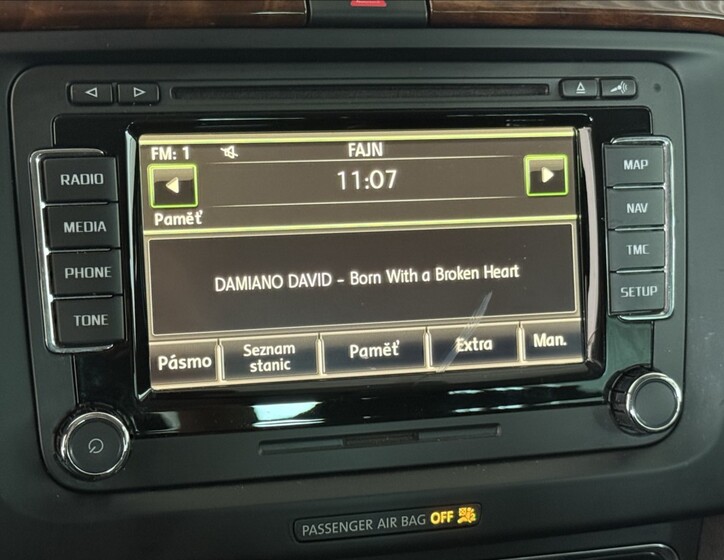 FM: 1 FAJN
11:07
Paměť
DAMIANO DAVID - Born With a Broken Heart
Pásmo Seznam stanic Paměť Extra Man.
RADIO
MEDIA
PHONE
TONE
MAP
NAV
TMC
SETUP
PASSENGER AIR BAG OFF